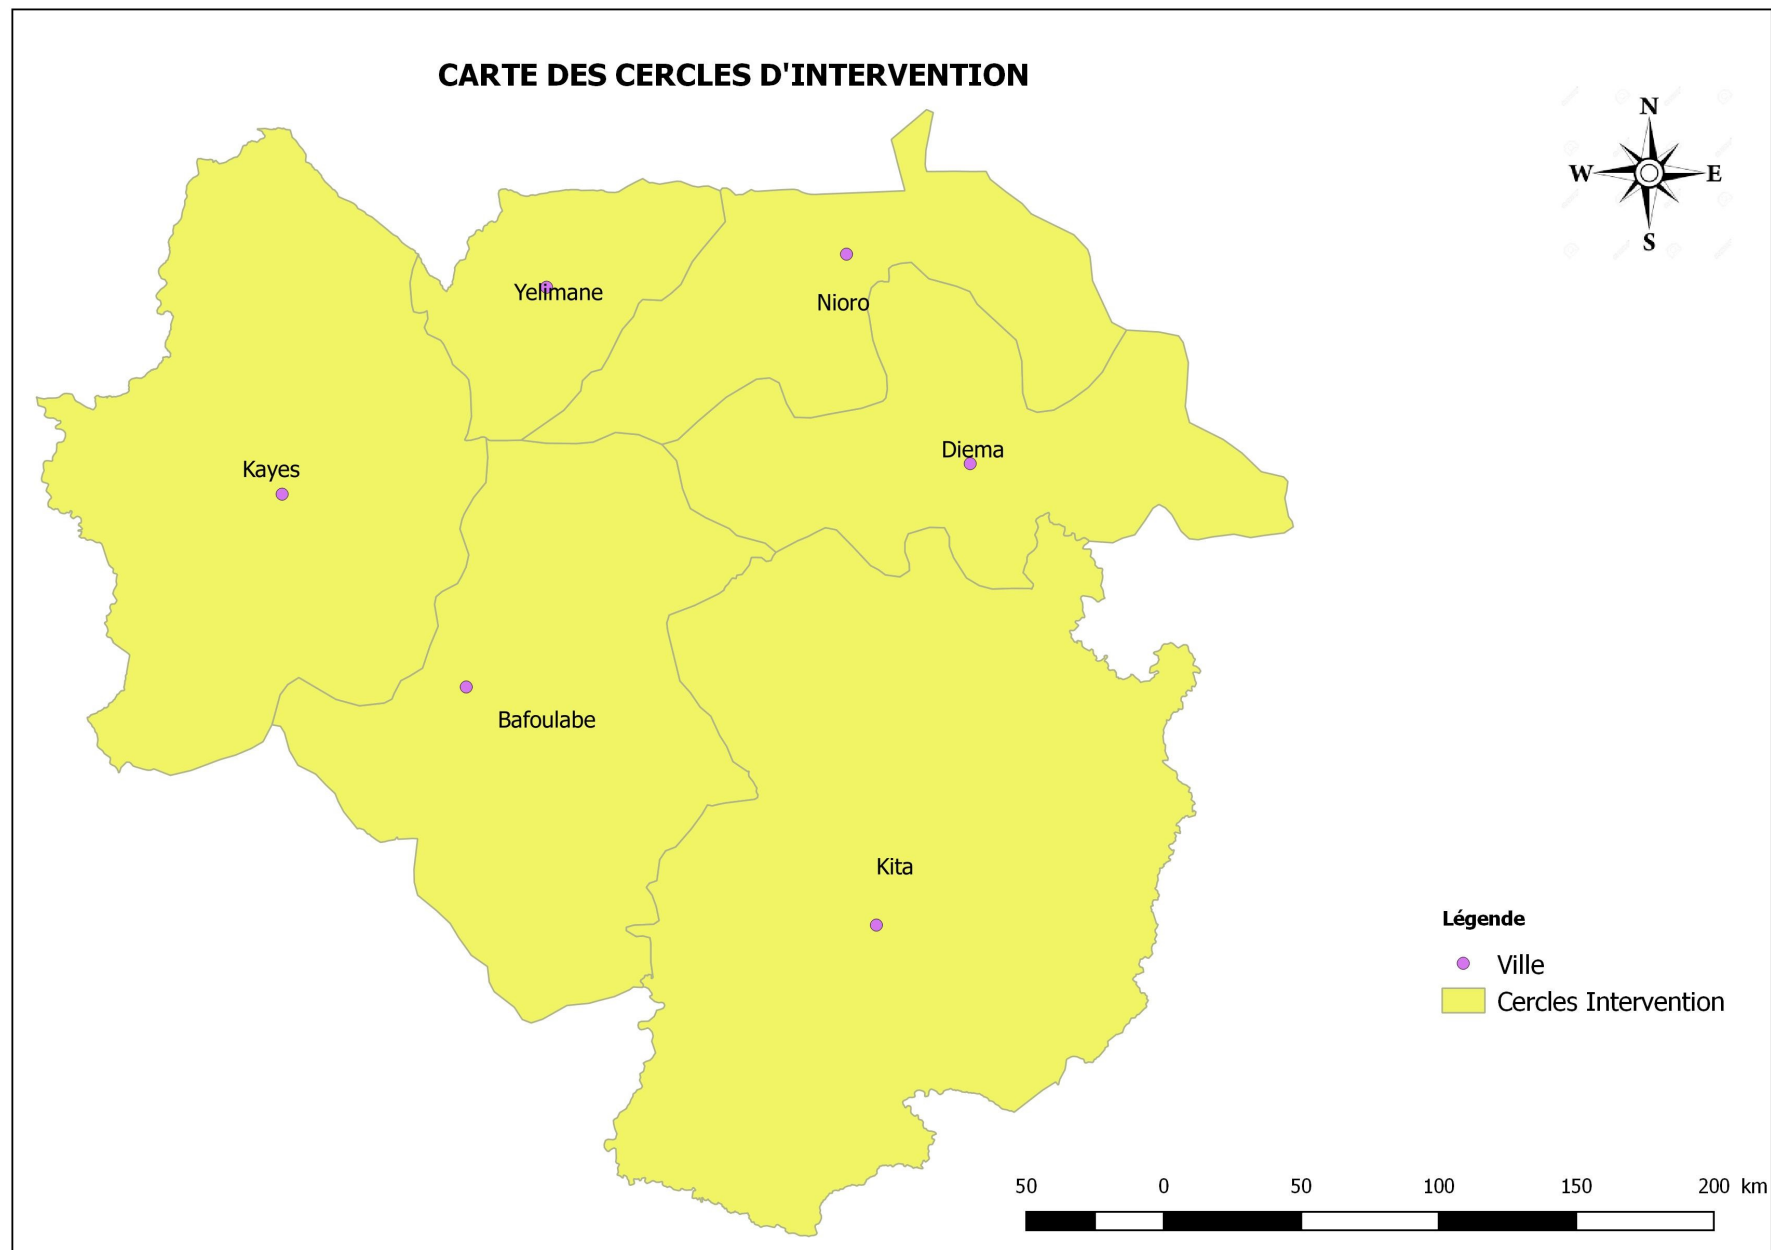 CARTE DES CERCLES D'INTERVENTION
N
W E
S
Yelimane
Nioro
Diema
Kayes
Bafoulabe
Kita
Légende
Ville
Cercles Intervention
50 0 50 100 150 200 km